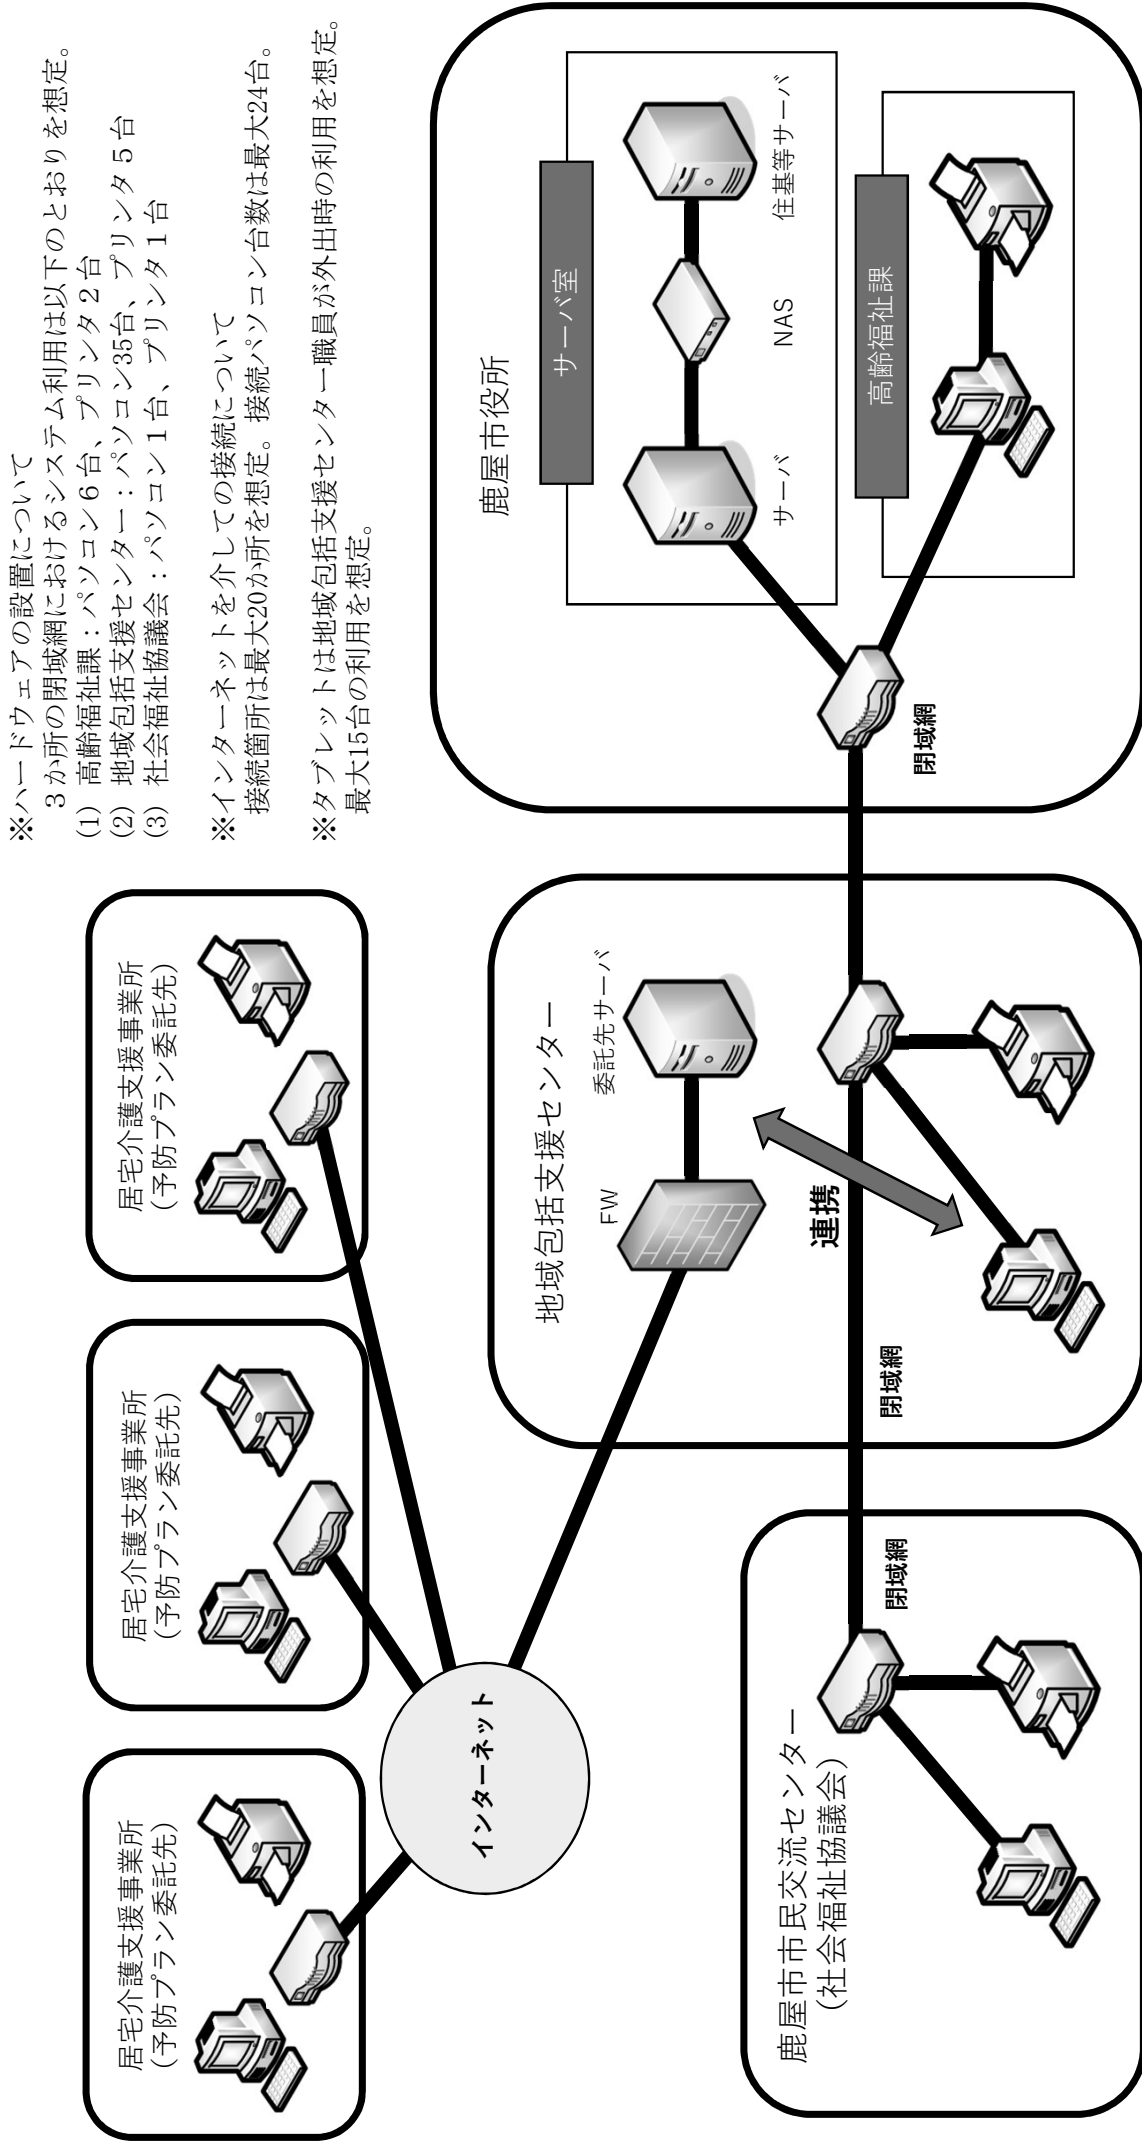 ※ハードウェアの設置について
３か所の閉域網におけるシステム利用は以下のとおりを想定。
(1) 高齢福祉課：パソコン６台、プリンタ２台
(2) 地域包括支援センター：パソコン35台、プリンタ５台
(3) 社会福祉協議会：パソコン１台、プリンタ１台
※インターネットを介しての接続について
接続箇所は最大20か所を想定。接続パソコン台数は最大24台。
※タブレットは地域包括支援センター職員が外出時の利用を想定。
最大15台の利用を想定。
居宅介護支援事業所
(予防プラン委託先)
居宅介護支援事業所
(予防プラン委託先)
居宅介護支援事業所
(予防プラン委託先)
インターネット
鹿屋市役所
サーバ室
サーバ
NAS
住基等サーバ
高齢福祉課
閉域網
地域包括支援センター
FW
委託先サーバ
連携
閉域網
鹿屋市市民交流センター
(社会福祉協議会)
閉域網